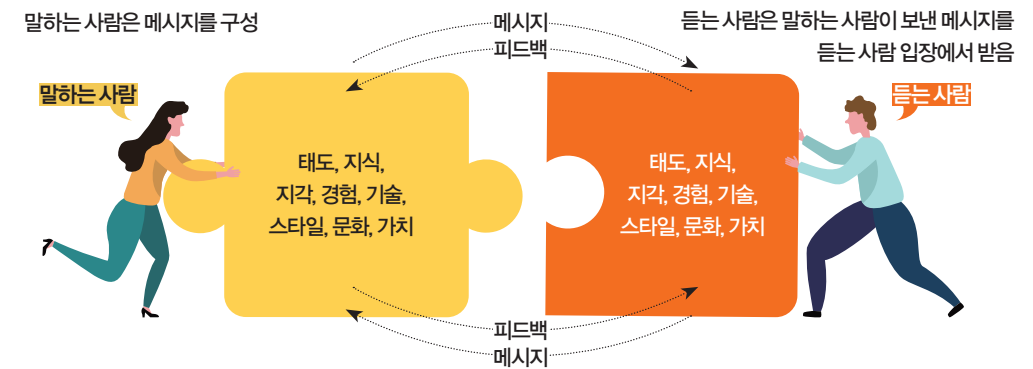 말하는 사람은 메시지를 구성
메시지
피드백
듣는 사람은 말하는 사람이 보낸 메시지를
듣는 사람 입장에서 받음
말하는 사람
듣는 사람
태도, 지식,
지각, 경험, 기술,
스타일, 문화, 가치
태도, 지식,
지각, 경험, 기술,
스타일, 문화, 가치
피드백
메시지